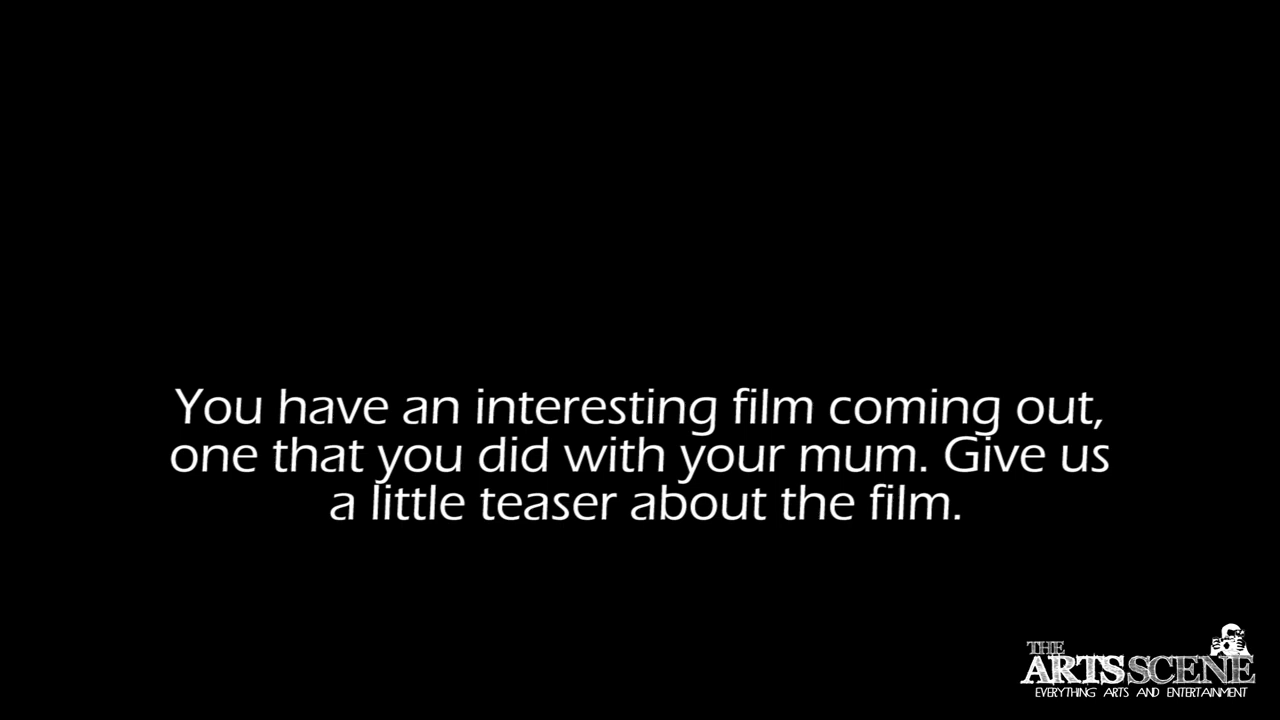 You have an interesting film coming out,
one that you did with your mum. Give us
a little teaser about the film.
THE
ARTS SCENE
EVERYTHING ARTS AND ENTERTAINMENT